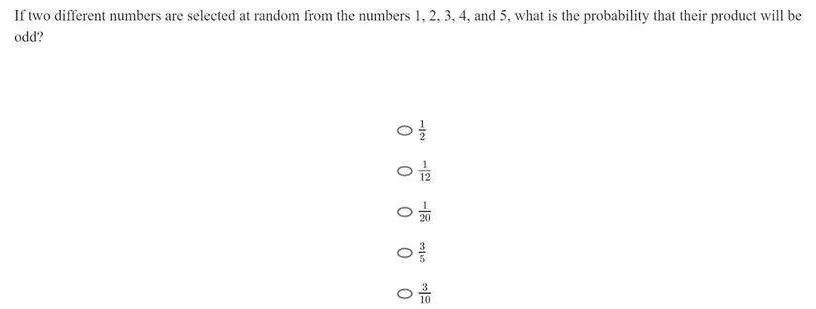 If two different numbers are selected at random from the numbers 1, 2, 3, 4, and 5, what is the probability that their product will be
odd?
1/2
1/12
1/20
3/5
3/10